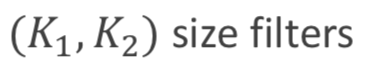 (K₁, K₂) size filters